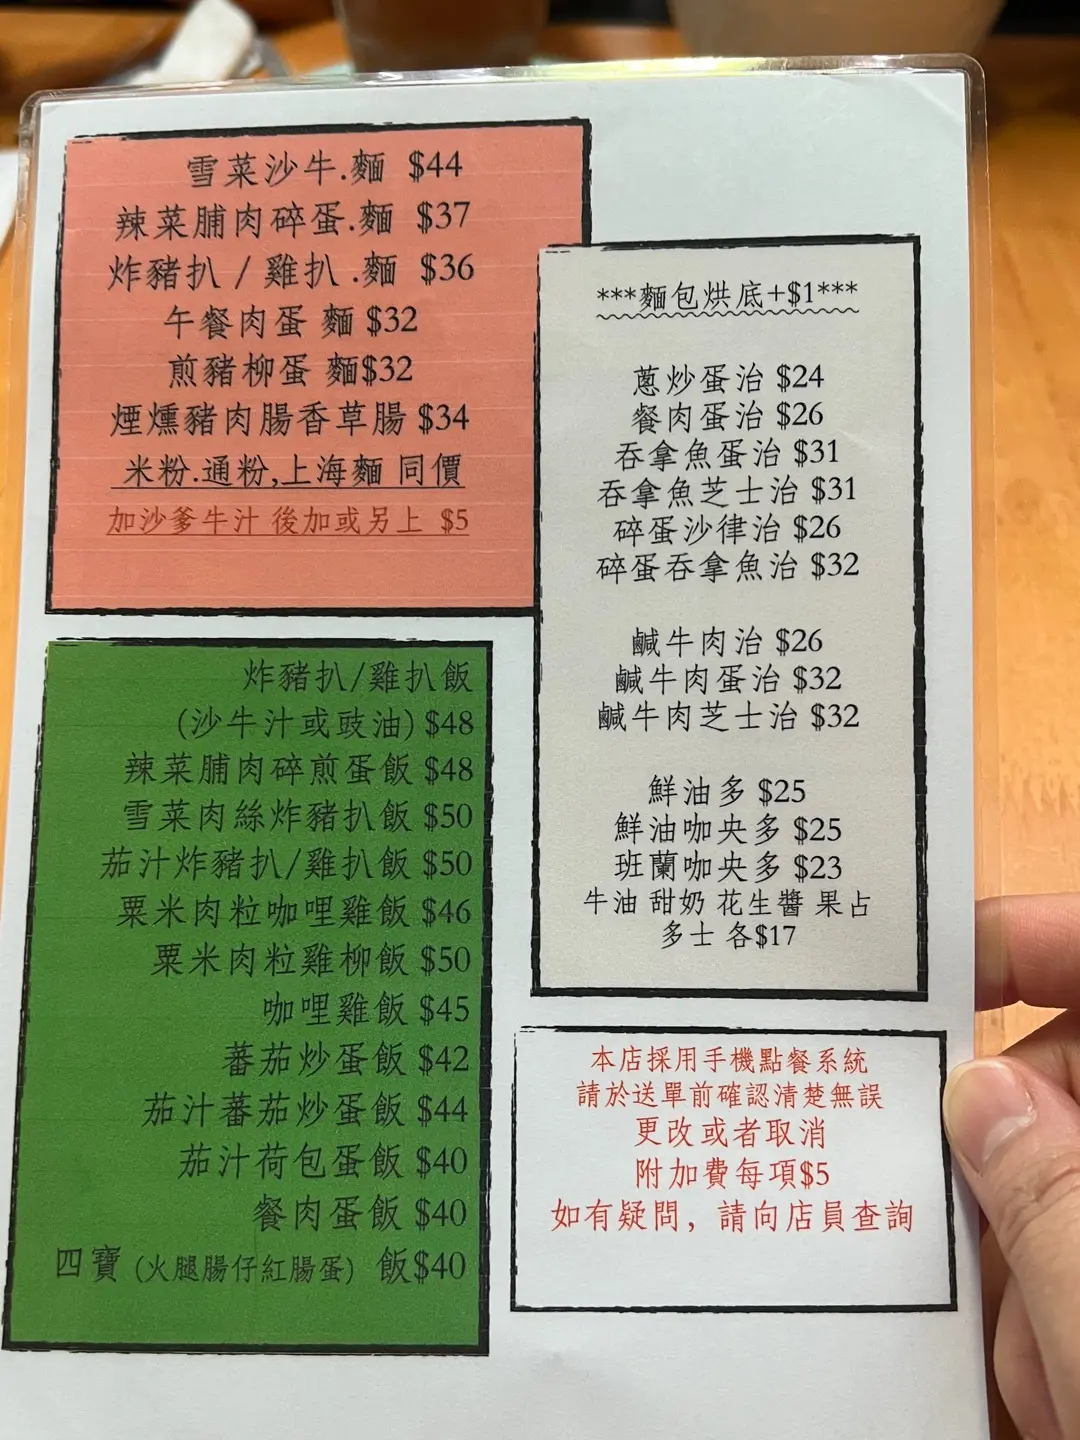 雪菜沙牛.麵 $44
辣菜脯肉碎蛋.麵 $37
炸豬扒 / 雞扒 .麵 $36
午餐肉蛋 麵 $32
煎豬柳蛋 麵$32
煙燻豬肉腸香草腸 $34
米粉.通粉,上海麵 同價
加沙爹牛汁 後加或另上 $5
***麵包烘底+$1***
蔥炒蛋治 $24
餐肉蛋治 $26
吞拿魚蛋治 $31
吞拿魚芝士治 $31
碎蛋沙律治 $26
碎蛋吞拿魚治 $32
鹹牛肉治 $26
鹹牛肉蛋治 $32
鹹牛肉芝士治 $32
鮮油多 $25
鮮油咖央多 $25
班蘭咖央多 $23
牛油 甜奶 花生醬 果占
多士 各$17
炸豬扒/雞扒飯
(沙牛汁或豉油) $48
辣菜脯肉碎煎蛋飯 $48
雪菜肉絲炸豬扒飯 $50
茄汁炸豬扒/雞扒飯 $50
粟米肉粒咖哩雞飯 $46
粟米肉粒雞柳飯 $50
咖哩雞飯 $45
蕃茄炒蛋飯 $42
茄汁蕃茄炒蛋飯 $44
茄汁荷包蛋飯 $40
餐肉蛋飯 $40
四寶 (火腿腸仔紅腸蛋) 飯$40
本店採用手機點餐系統
請於送單前確認清楚無誤
更改或者取消
附加費每項$5
如有疑問，請向店員查詢